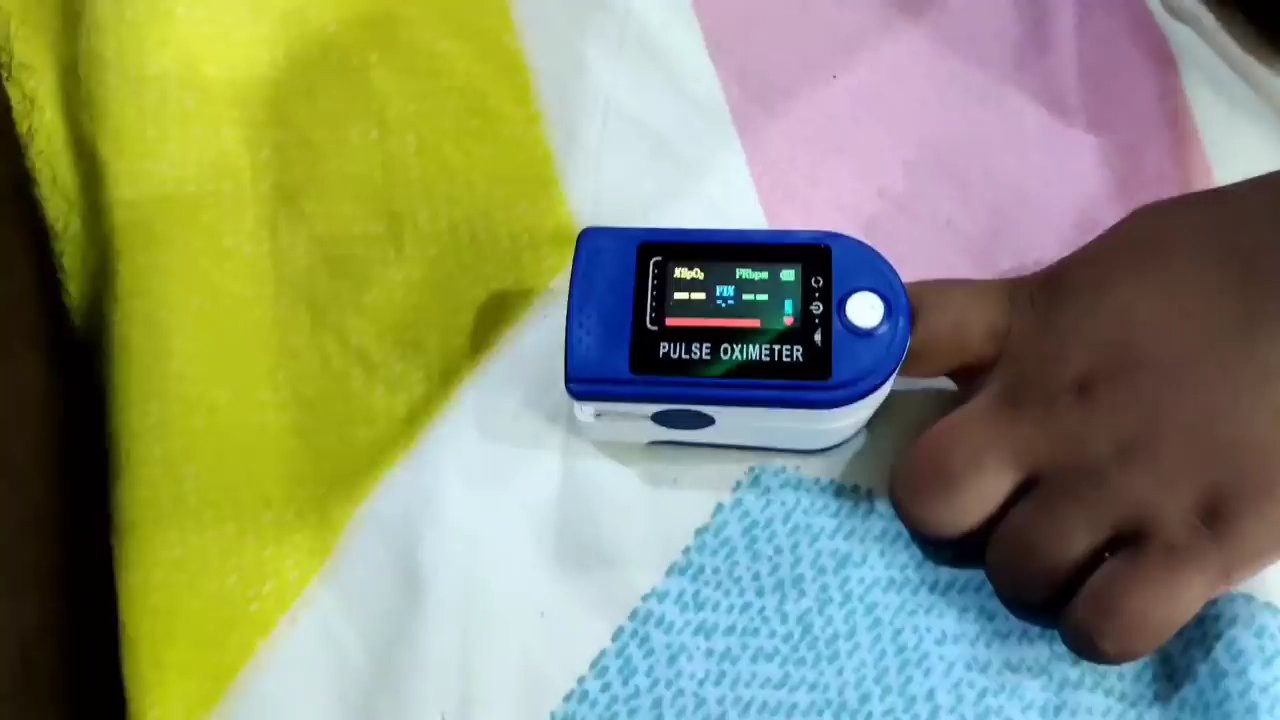 %SpO₂ PRbpm
-- PI% --
-.-
PULSE OXIMETER